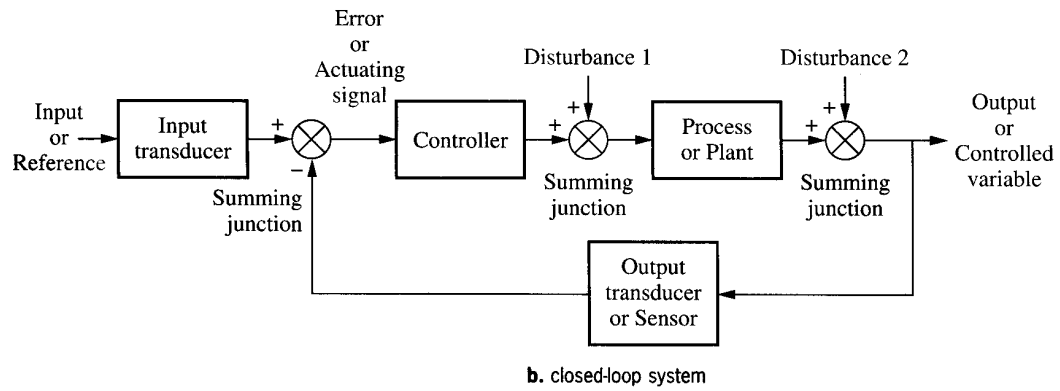 Error
or
Actuating
signal
Disturbance 1
Disturbance 2
Input
or
Reference
Input
transducer
+
−
Summing
junction
Controller
+
+
Summing
junction
Process
or Plant
+
+
Summing
junction
Output
or
Controlled
variable
Output
transducer
or Sensor
b. closed-loop system